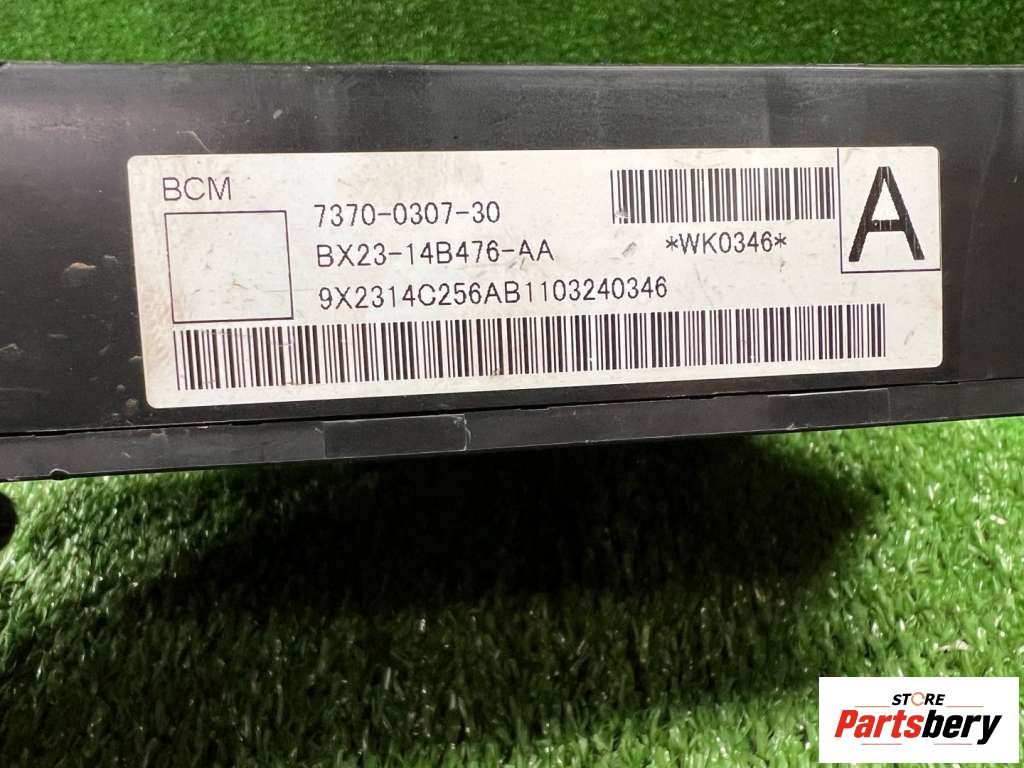 BCM
7370-0307-30
BX23-14B476-AA
9X2314C256AB1103240346
*WK0346*
A
STORE
Partsbery